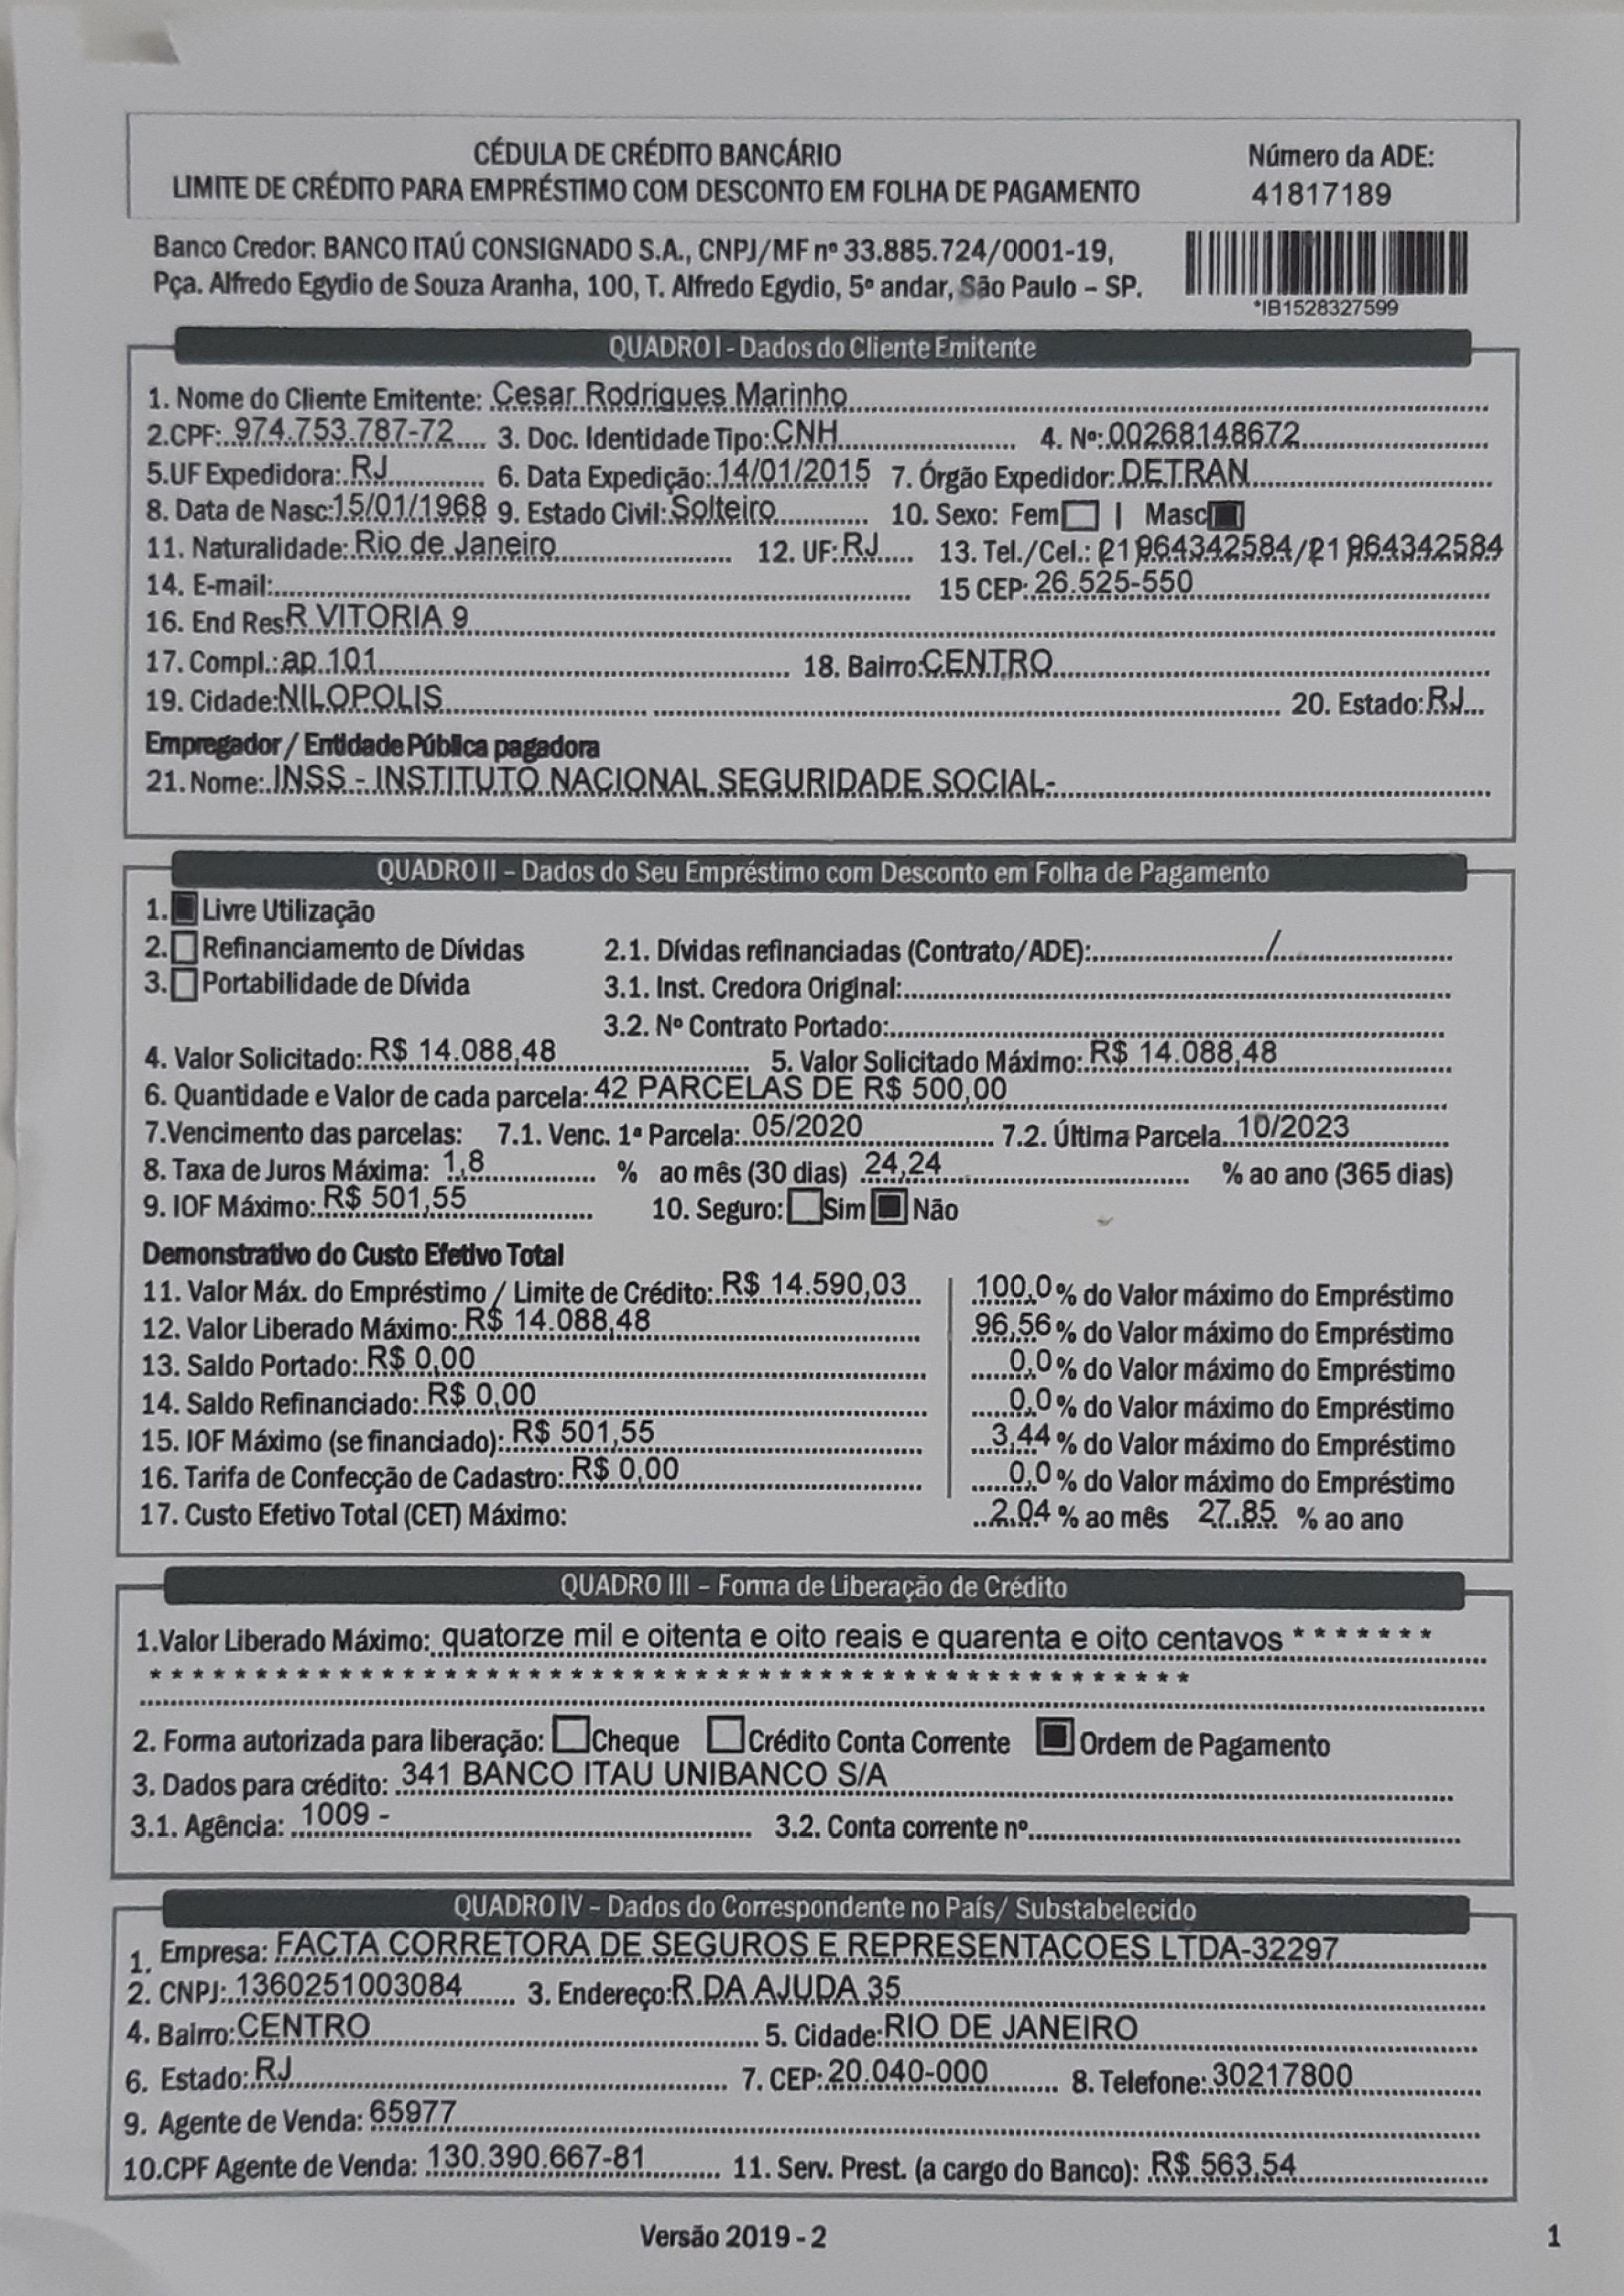 CÉDULA DE CRÉDITO BANCÁRIO
LIMITE DE CRÉDITO PARA EMPRÉSTIMO COM DESCONTO EM FOLHA DE PAGAMENTO
Número da ADE:
41817189
Banco Credor: BANCO ITAÚ CONSIGNADO S.A., CNPJ/MF nº 33.885.724/0001-19,
Pça. Alfredo Egydio de Souza Aranha, 100, T. Alfredo Egydio, 5º andar, São Paulo – SP.
*IB1528327599
QUADRO I - Dados do Cliente Emitente
1. Nome do Cliente Emitente: Cesar Rodrigues Marinho
2.CPF: 974.753.787-72 3. Doc. Identidade Tipo: CNH 4. Nº: 00268148672
5.UF Expedidora: RJ 6. Data Expedição: 14/01/2015 7. Órgão Expedidor: DETRAN
8. Data de Nasc: 15/01/1968 9. Estado Civil: Solteiro 10. Sexo: Fem | Masc
11. Naturalidade: Rio de Janeiro 12. UF: RJ 13. Tel./Cel.: (21)964342584/(21)964342584
14. E-mail: 15 CEP: 26.525-550
16. End Res R VITORIA 9
17. Compl.: ap 101 18. Bairro: CENTRO
19. Cidade: NILOPOLIS 20. Estado: RJ
Empregador / Entidade Pública pagadora
21. Nome: INSS - INSTITUTO NACIONAL SEGURIDADE SOCIAL-
QUADRO II – Dados do Seu Empréstimo com Desconto em Folha de Pagamento
1. Livre Utilização
2. Refinanciamento de Dívidas 2.1. Dívidas refinanciadas (Contrato/ADE): /
3. Portabilidade de Dívida 3.1. Inst. Credora Original:
3.2. Nº Contrato Portado:
4. Valor Solicitado: R$ 14.088,48 5. Valor Solicitado Máximo: R$ 14.088,48
6. Quantidade e Valor de cada parcela: 42 PARCELAS DE R$ 500,00
7.Vencimento das parcelas: 7.1. Venc. 1ª Parcela: 05/2020 7.2. Última Parcela 10/2023
8. Taxa de Juros Máxima: 1,8 % ao mês (30 dias) 24,24 % ao ano (365 dias)
9. IOF Máximo: R$ 501,55 10. Seguro: Sim Não
Demonstrativo do Custo Efetivo Total
11. Valor Máx. do Empréstimo / Limite de Crédito: R$ 14.590,03 100,0 % do Valor máximo do Empréstimo
12. Valor Liberado Máximo: R$ 14.088,48 96,56 % do Valor máximo do Empréstimo
13. Saldo Portado: R$ 0,00 0,0 % do Valor máximo do Empréstimo
14. Saldo Refinanciado: R$ 0,00 0,0 % do Valor máximo do Empréstimo
15. IOF Máximo (se financiado): R$ 501,55 3,44 % do Valor máximo do Empréstimo
16. Tarifa de Confecção de Cadastro: R$ 0,00 0,0 % do Valor máximo do Empréstimo
17. Custo Efetivo Total (CET) Máximo: 2.04 % ao mês 27.85 % ao ano
QUADRO III – Forma de Liberação de Crédito
1.Valor Liberado Máximo: quatorze mil e oitenta e oito reais e quarenta e oito centavos * * * * * * *
* * * * * * * * * * * * * * * * * * * * * * * * * * * * * * * * * * * * * * * * * * * * * * * * * *
2. Forma autorizada para liberação: Cheque Crédito Conta Corrente Ordem de Pagamento
3. Dados para crédito: 341 BANCO ITAU UNIBANCO S/A
3.1. Agência: 1009 - 3.2. Conta corrente nº
QUADRO IV – Dados do Correspondente no País/ Substabelecido
1. Empresa: FACTA CORRETORA DE SEGUROS E REPRESENTACOES LTDA-32297
2. CNPJ: 1360251003084 3. Endereço: R DA AJUDA 35
4. Bairro: CENTRO 5. Cidade: RIO DE JANEIRO
6. Estado: RJ 7. CEP: 20.040-000 8. Telefone: 30217800
9. Agente de Venda: 65977
10.CPF Agente de Venda: 130.390.667-81 11. Serv. Prest. (a cargo do Banco): R$ 563,54
Versão 2019 - 2
1